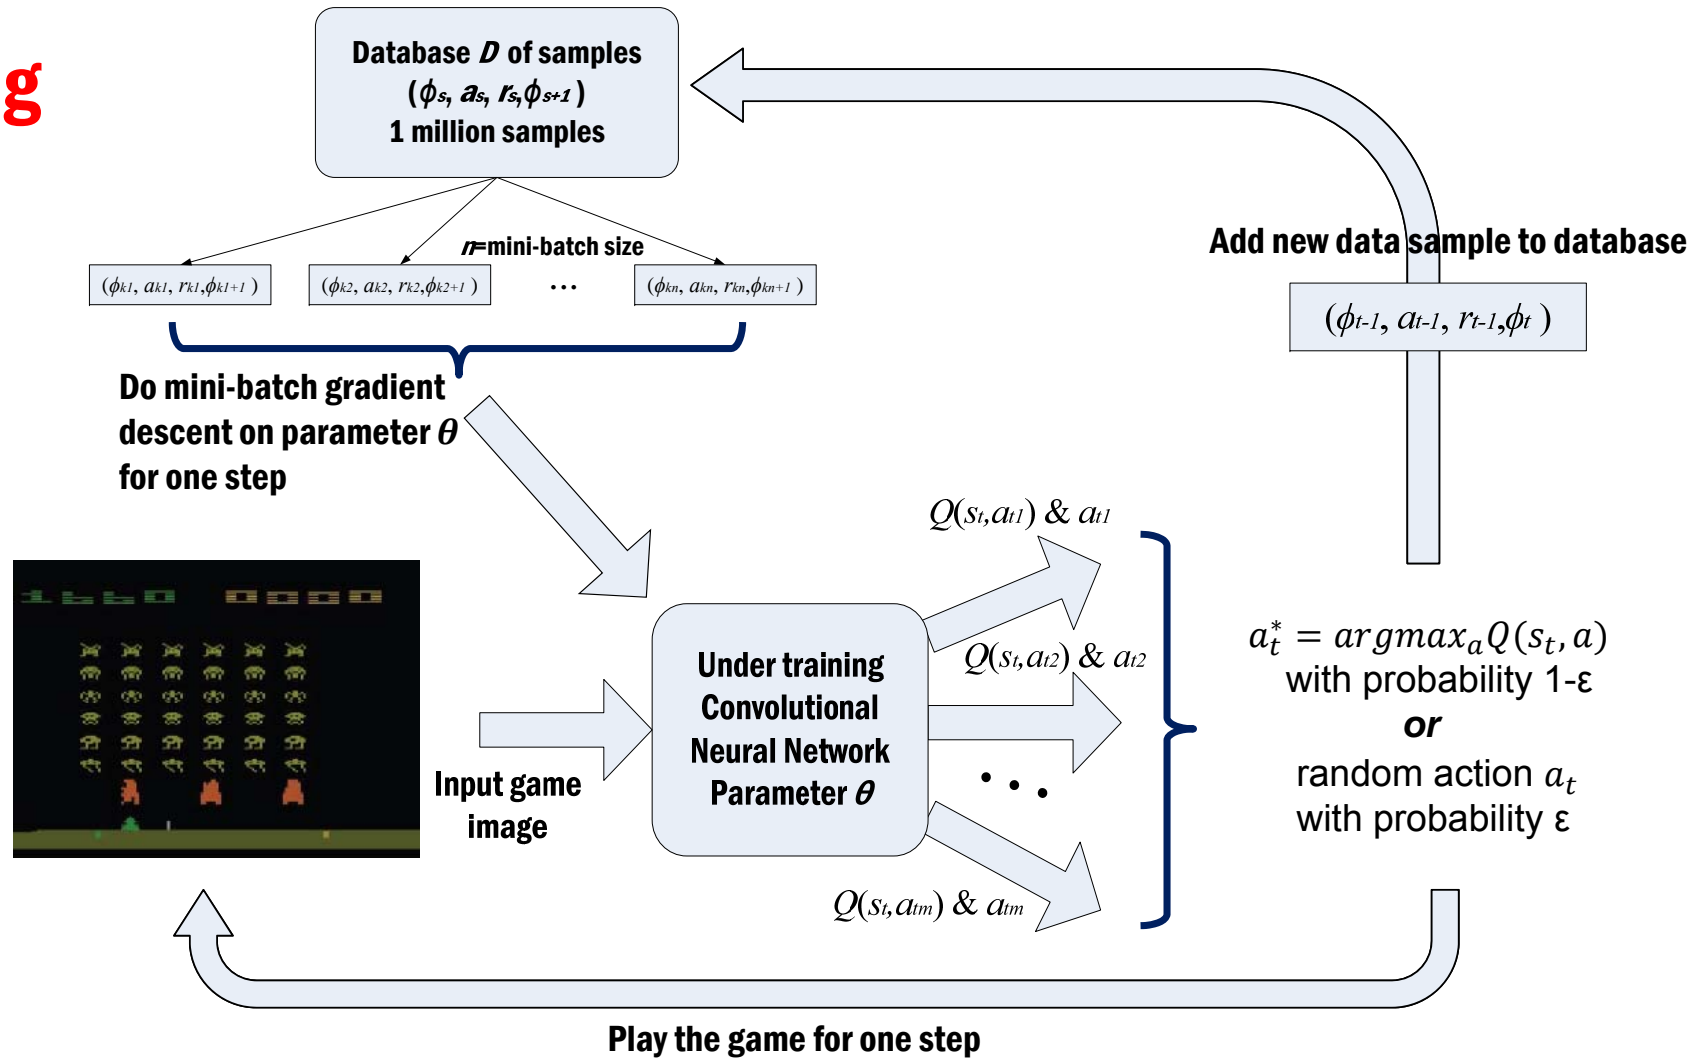 g
Database D of samples
(ϕs, as, rs,ϕs+1 )
1 million samples
n=mini-batch size
(ϕk1, ak1, rk1,ϕk1+1 )
(ϕk2, ak2, rk2,ϕk2+1 )
...
(ϕkn, akn, rkn,ϕkn+1 )
Add new data sample to database
(ϕt-1, at-1, rt-1,ϕt )
Do mini-batch gradient
descent on parameter θ
for one step
1660 0000
Under training
Convolutional
Neural Network
Parameter θ
Input game
image
Q(st,at1) & at1
Q(st,at2) & at2
...
Q(st,atm) & atm
a*t = argmaxaQ(st, a)
with probability 1-ε
or
random action at
with probability ε
Play the game for one step